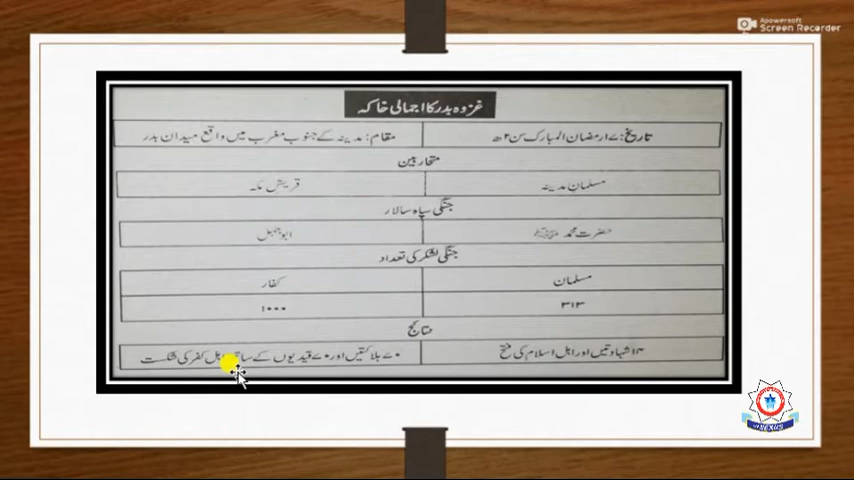 Apowersoft
Screen Recorder
غزوہ بدر کا اجمالی خاکہ
تاریخ: ۱۷ رمضان المبارک سن ۲ھ
مقام: مدینہ کے جنوب مغرب میں واقع میدان بدر
متحاربین
مسلمان مدینہ
قریش مکہ
جنگی سپاہ سالار
حضرت محمد ﷺ
ابوجہل
جنگی لشکر کی تعداد
مسلمان
کفار
۳۱۳
۱۰۰۰
نتائج
۱۴ شہادتیں اور اہل اسلام کی فتح
۷۰ ہلاکتیں اور ۷۰ قیدیوں کے ساتھ اہل کفر کی شکست